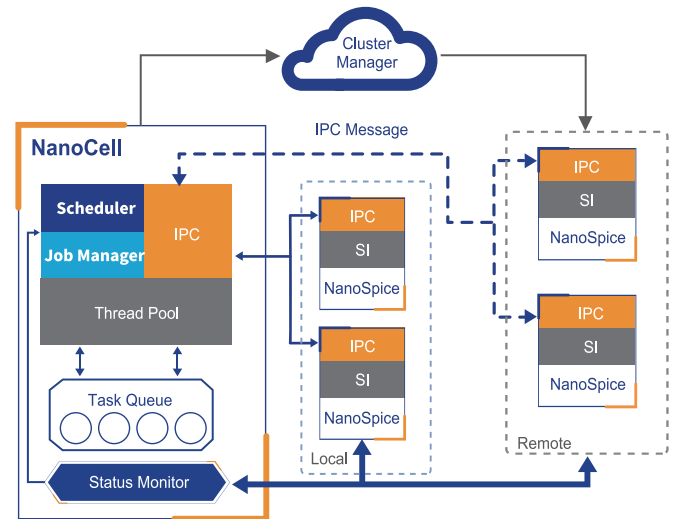 Cluster
Manager
NanoCell
IPC Message
Scheduler
IPC
Job Manager
Thread Pool
Task Queue
Status Monitor
IPC
SI
NanoSpice
IPC
SI
NanoSpice
Local
IPC
SI
NanoSpice
IPC
SI
NanoSpice
Remote